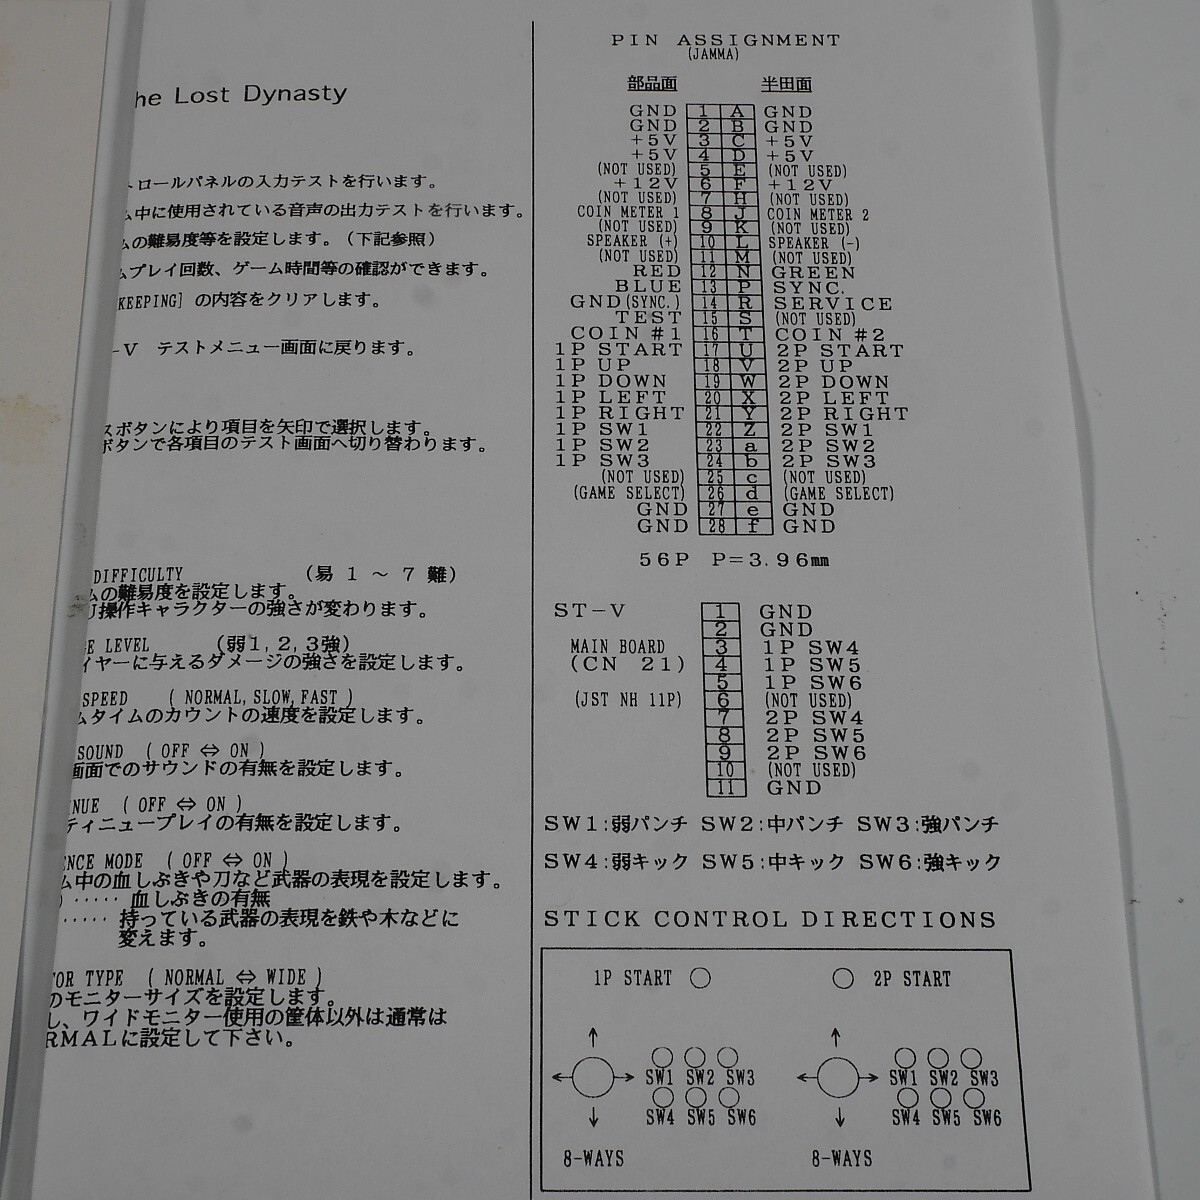 he Lost Dynasty
トロールパネルの入力テストを行います。
ム中に使用されている音声の出力テストを行います。
ムの難易度等を設定します。(下記参照)
ムプレイ回数、ゲーム時間等の確認ができます。
KEEPING] の内容をクリアします。
-V テストメニュー画面に戻ります。
スボタンにより項目を矢印で選択します。
ボタンで各項目のテスト画面へ切り替わります。
DIFFICULTY (易 1 ~ 7 難)
ムの難易度を設定します。
り操作キャラクターの強さが変わります。
E LEVEL (弱1,2,3強)
イヤーに与えるダメージの強さを設定します。
SPEED ( NORMAL,SLOW,FAST )
ムタイムのカウントの速度を設定します。
SOUND ( OFF ⇔ ON )
画面でのサウンドの有無を設定します。
NUE ( OFF ⇔ ON )
ティニュープレイの有無を設定します。
ENCE MODE ( OFF ⇔ ON )
ム中の血しぶきや刀など武器の表現を設定します。
) ····· 血しぶきの有無
····· 持っている武器の表現を鉄や木などに
変えます。
TOR TYPE ( NORMAL ⇔ WIDE )
のモニターサイズを設定します。
し、ワイドモニター使用の筐体以外は通常は
RMALに設定して下さい。
PIN ASSIGNMENT
(JAMMA)
部品面 半田面
GND 1 A GND
GND 2 B GND
+5V 3 C +5V
+5V 4 D +5V
(NOT USED) 5 E (NOT USED)
+12V 6 F +12V
(NOT USED) 7 H (NOT USED)
COIN METER 1 8 J COIN METER 2
(NOT USED) 9 K (NOT USED)
SPEAKER (+) 10 L SPEAKER (-)
(NOT USED) 11 M (NOT USED)
RED 12 N GREEN
BLUE 13 P SYNC.
GND(SYNC.) 14 R SERVICE
TEST 15 S (NOT USED)
COIN #1 16 T COIN #2
1P START 17 U 2P START
1P UP 18 V 2P UP
1P DOWN 19 W 2P DOWN
1P LEFT 20 X 2P LEFT
1P RIGHT 21 Y 2P RIGHT
1P SW1 22 Z 2P SW1
1P SW2 23 a 2P SW2
1P SW3 24 b 2P SW3
(NOT USED) 25 c (NOT USED)
(GAME SELECT) 26 d (GAME SELECT)
GND 27 e GND
GND 28 f GND
56P P=3.96mm
ST-V 1 GND
2 GND
MAIN BOARD 3 1P SW4
(CN 21) 4 1P SW5
5 1P SW6
(JST NH 11P) 6 (NOT USED)
7 2P SW4
8 2P SW5
9 2P SW6
10 (NOT USED)
11 GND
SW1:弱パンチ SW2:中パンチ SW3:強パンチ
SW4:弱キック SW5:中キック SW6:強キック
STICK CONTROL DIRECTIONS
1P START 2P START
SW1 SW2 SW3 SW1 SW2 SW3
SW4 SW5 SW6 SW4 SW5 SW6
8-WAYS 8-WAYS